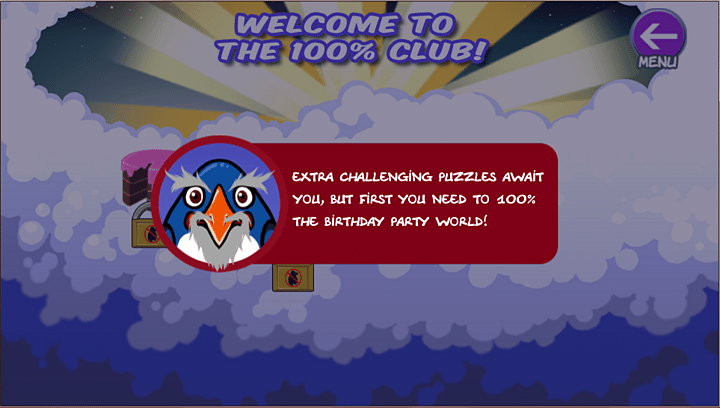 WELCOME TO
THE 100% CLUB!
MENU
EXTRA CHALLENGING PUZZLES AWAIT
YOU, BUT FIRST YOU NEED TO 100%
THE BIRTHDAY PARTY WORLD!